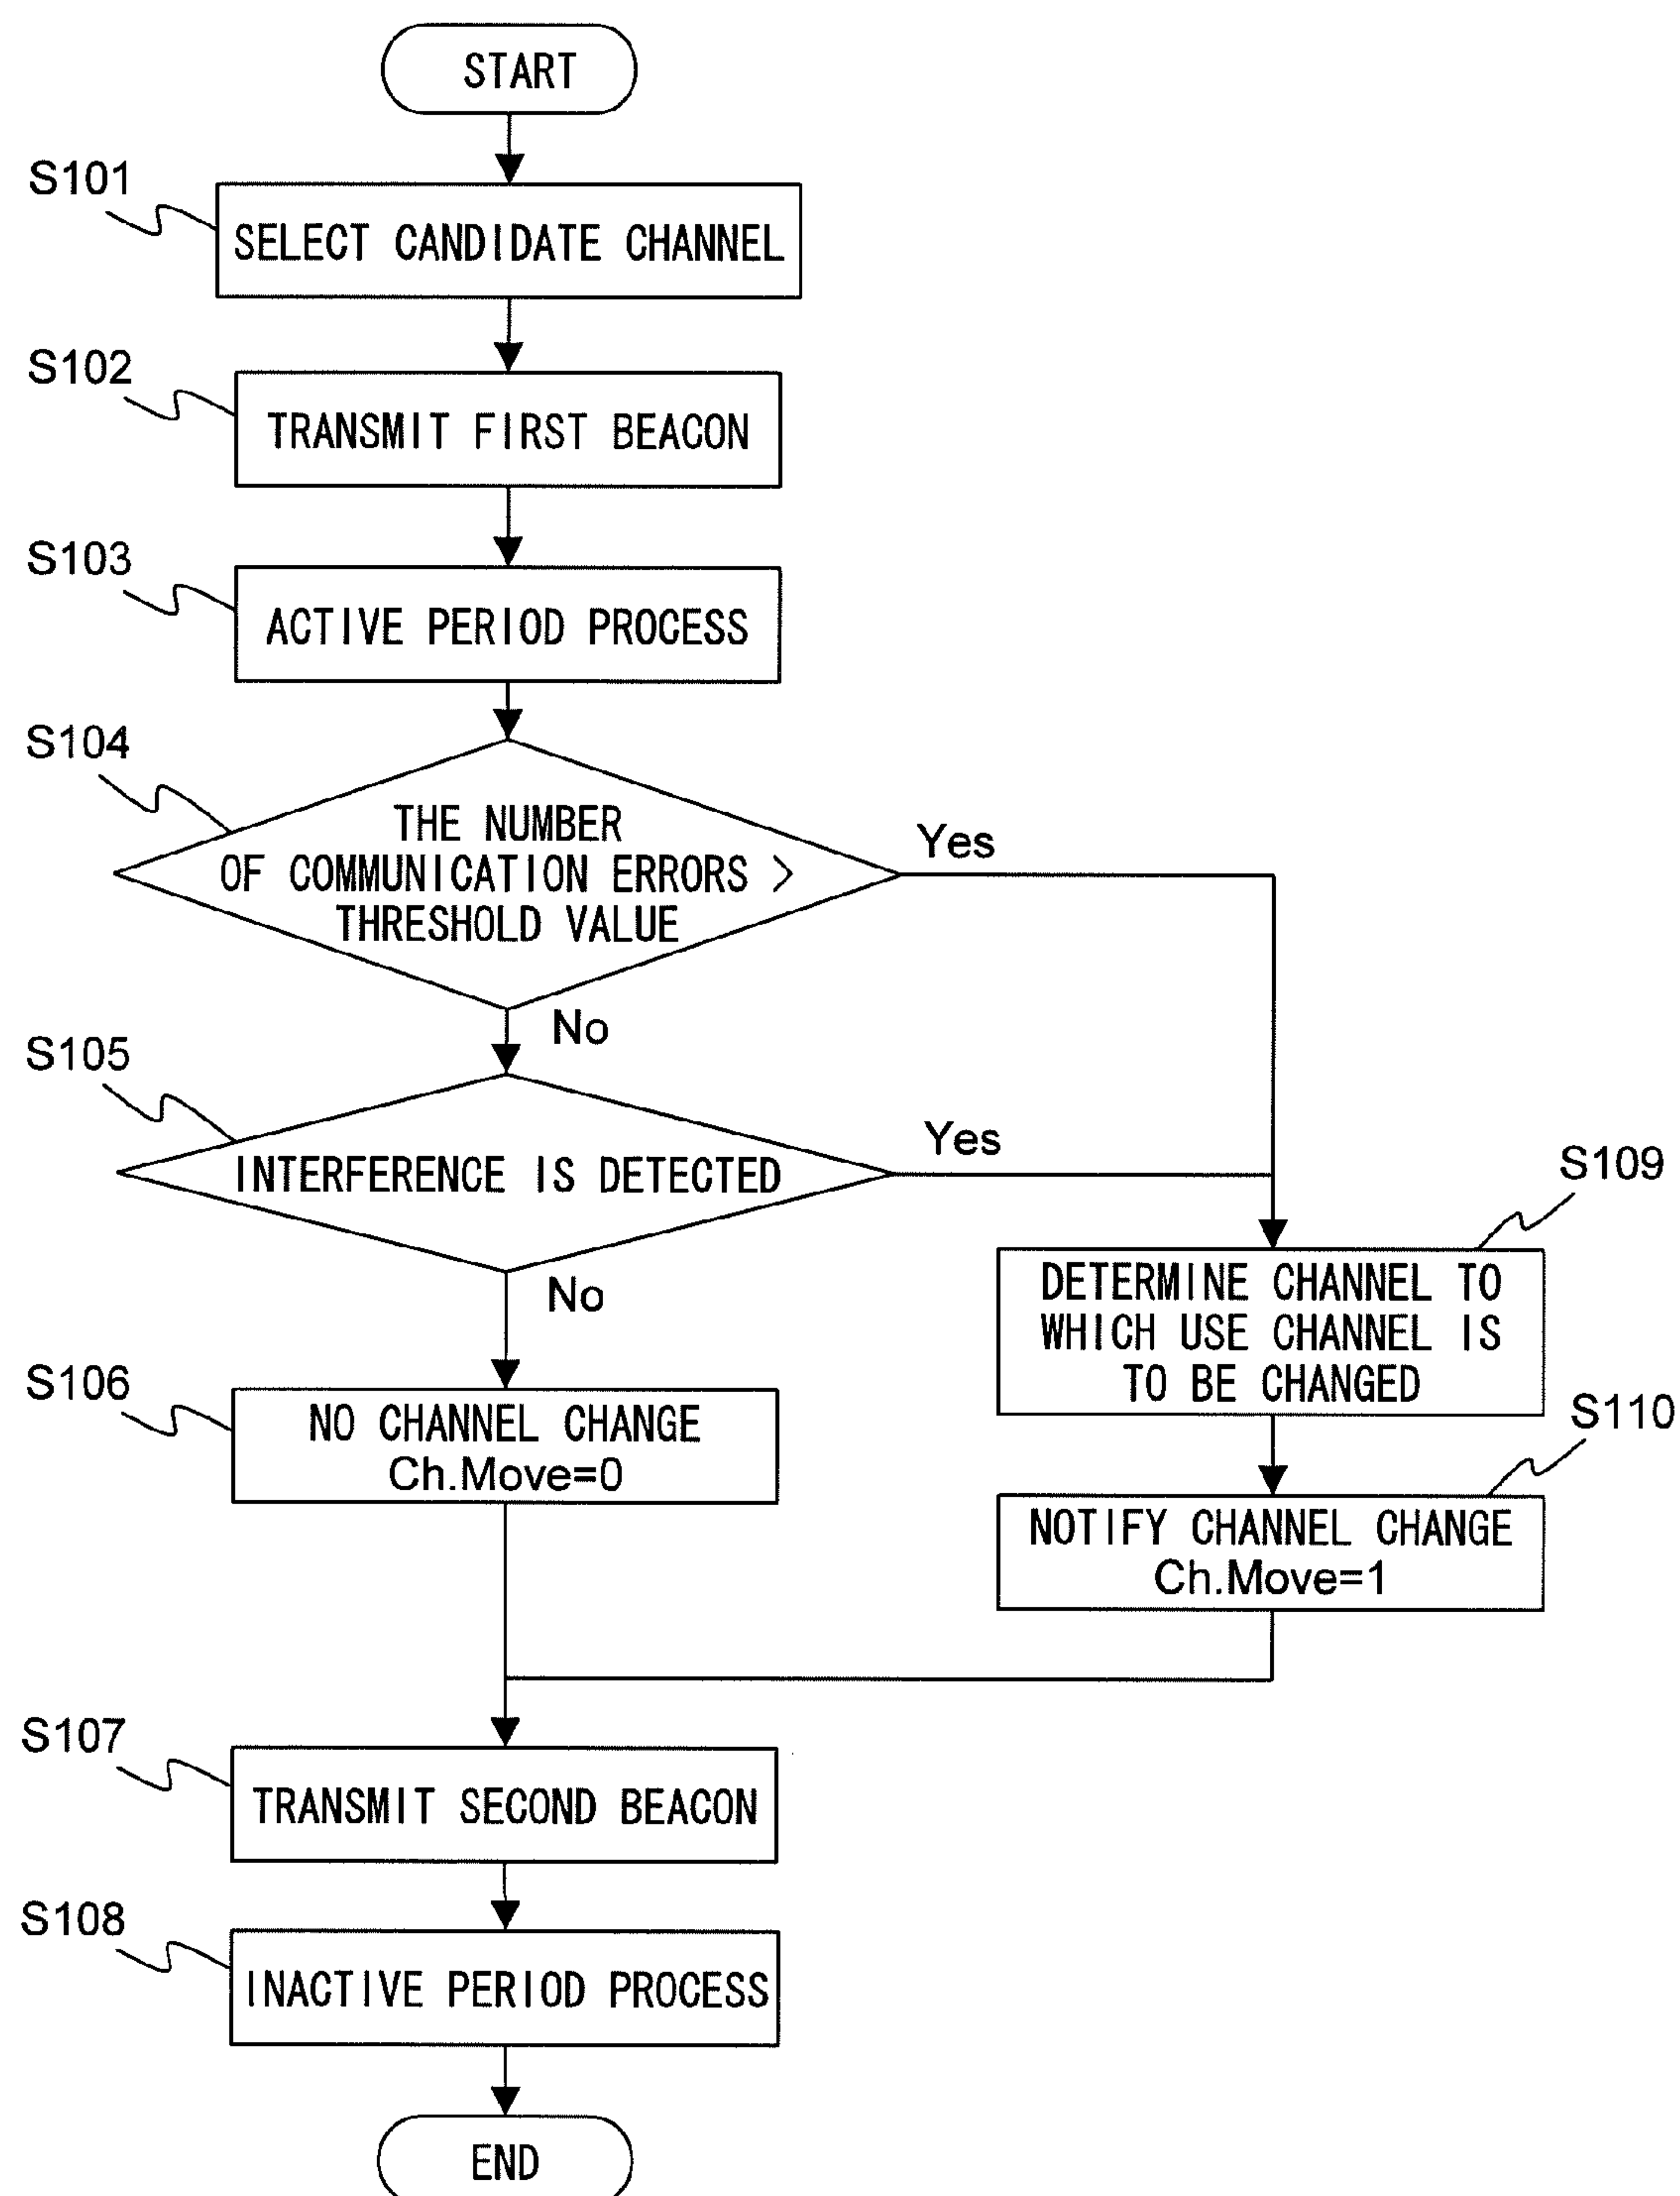 START
S101
SELECT CANDIDATE CHANNEL
S102
TRANSMIT FIRST BEACON
S103
ACTIVE PERIOD PROCESS
S104
THE NUMBER
OF COMMUNICATION ERRORS >
THRESHOLD VALUE
Yes
No
S105
INTERFERENCE IS DETECTED
Yes
No
S109
DETERMINE CHANNEL TO
WHICH USE CHANNEL IS
TO BE CHANGED
S106
NO CHANNEL CHANGE
Ch.Move=0
S110
NOTIFY CHANNEL CHANGE
Ch.Move=1
S107
TRANSMIT SECOND BEACON
S108
INACTIVE PERIOD PROCESS
END